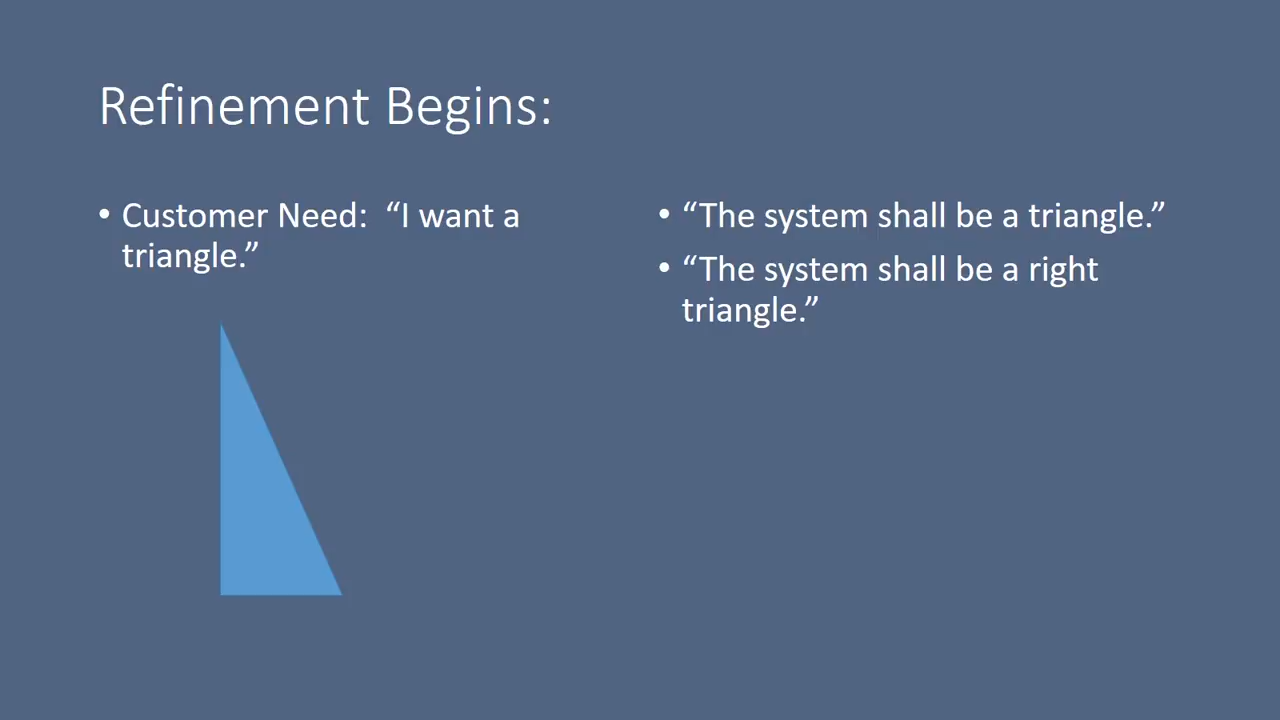 Refinement Begins:
• Customer Need:  “I want a
triangle.”
• “The system shall be a triangle.”
• “The system shall be a right
triangle.”